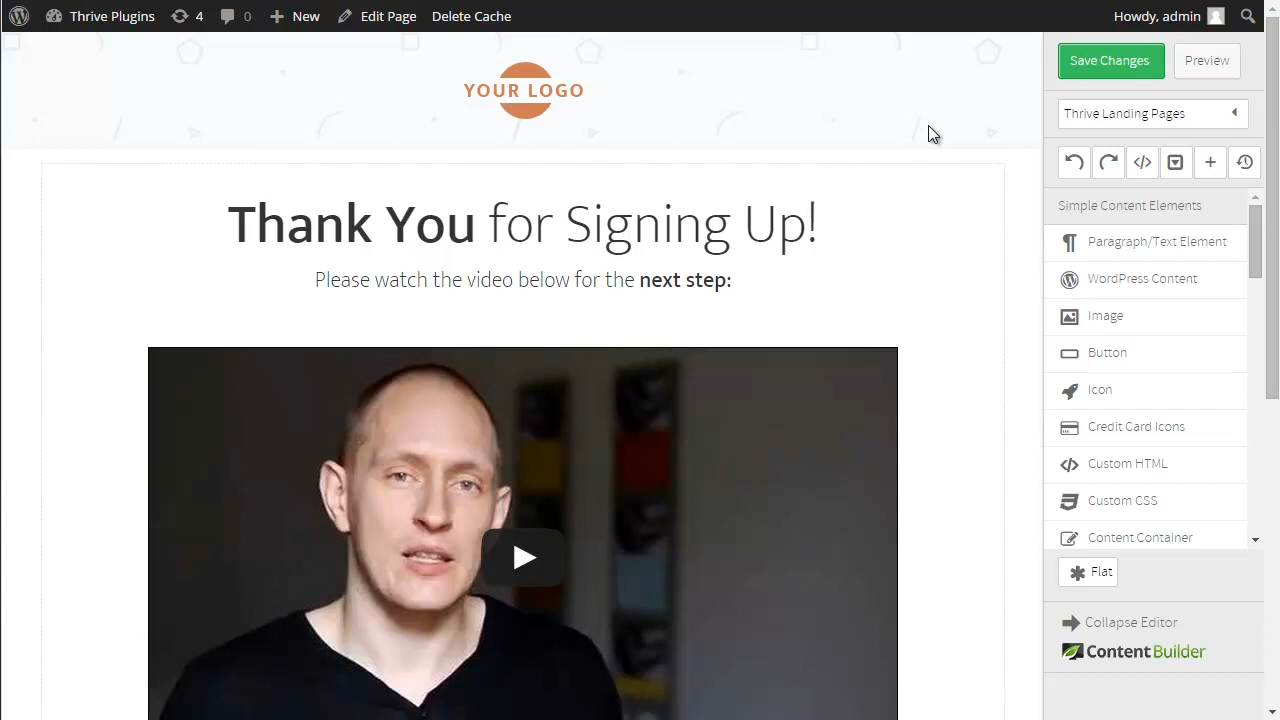 Thrive Plugins 4 0 New Edit Page Delete Cache Howdy, admin
YOUR LOGO
Thank You for Signing Up!
Please watch the video below for the next step:
Save Changes Preview
Thrive Landing Pages
Simple Content Elements
Paragraph/Text Element
WordPress Content
Image
Button
Icon
Credit Card Icons
Custom HTML
Custom CSS
Content Container
Flat
Collapse Editor
Content Builder